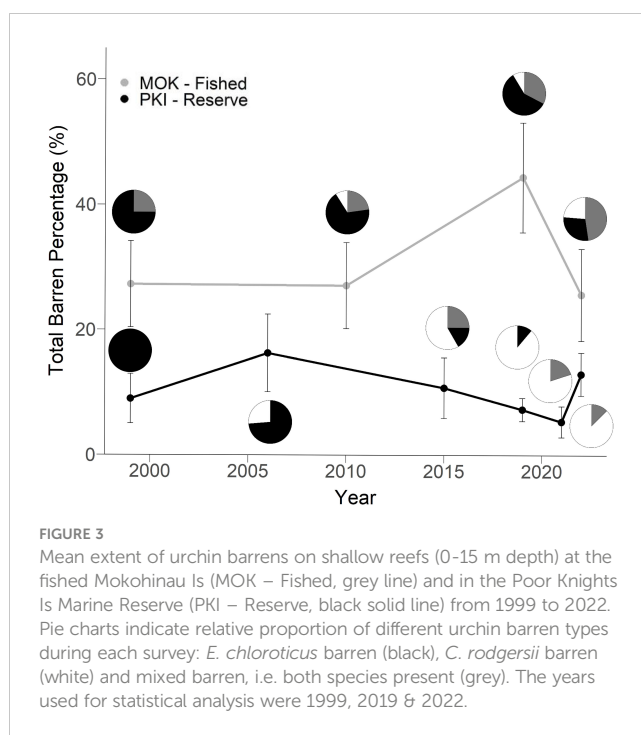 60
MOK - Fished
PKI - Reserve
Total Barren Percentage (%)
40
20
0
2000 2005 2010 2015 2020
Year
FIGURE 3
Mean extent of urchin barrens on shallow reefs (0-15 m depth) at the
fished Mokohinau Is (MOK – Fished, grey line) and in the Poor Knights
Is Marine Reserve (PKI – Reserve, black solid line) from 1999 to 2022.
Pie charts indicate relative proportion of different urchin barren types
during each survey: E. chloroticus barren (black), C. rodgersii barren
(white) and mixed barren, i.e. both species present (grey). The years
used for statistical analysis were 1999, 2019 & 2022.